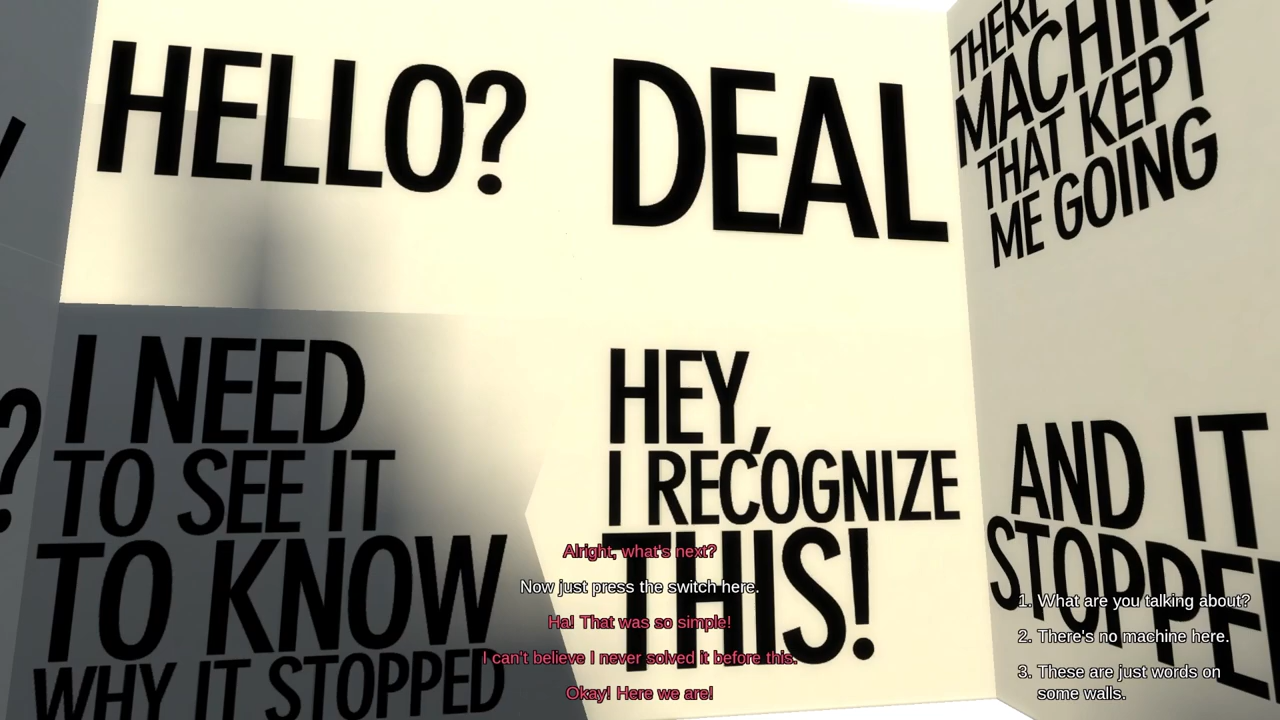 HELLO?
DEAL
THERE
MACHIN
THAT KEPT
ME GOING
?
I NEED
TO SEE IT
TO KNOW
WHY IT STOPPED
HEY,
I RECOGNIZE
THIS!
AND IT
STOPPE
Alright, what's next?
Now just press the switch here.
Ha! That was so simple!
I can't believe I never solved it before this.
Okay! Here we are!
1. What are you talking about?
2. There's no machine here.
3. These are just words on
some walls.